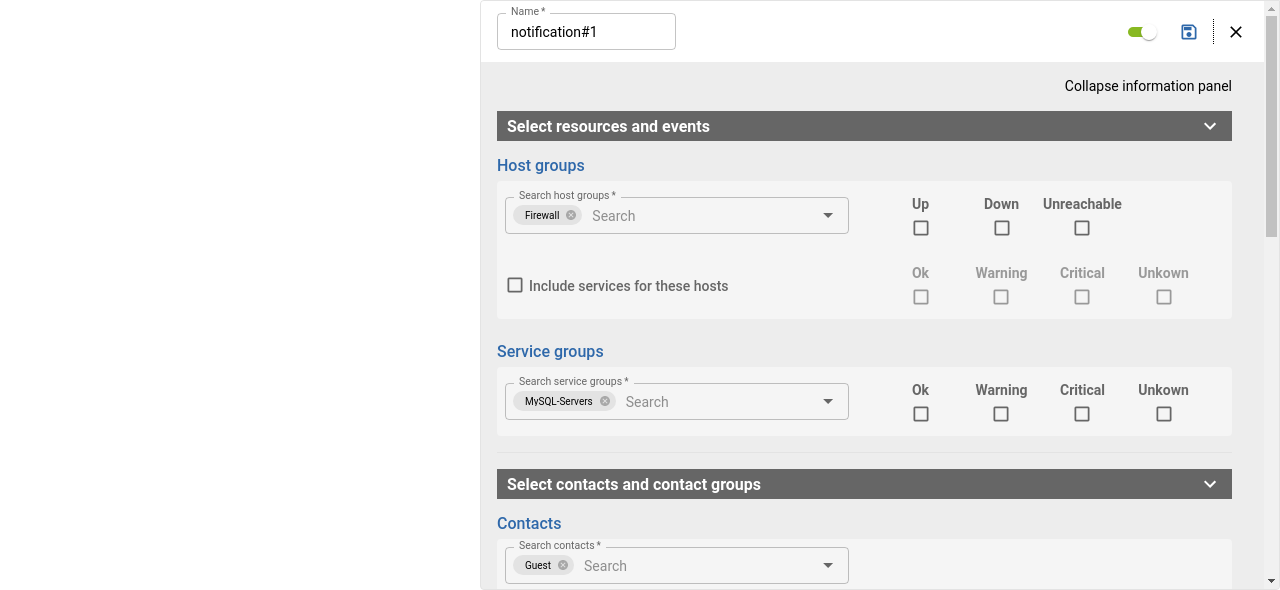 Name *
notification#1
Collapse information panel
Select resources and events
Host groups
Search host groups *
Firewall Search
Up Down Unreachable
Include services for these hosts
Ok Warning Critical Unkown
Service groups
Search service groups *
MySQL-Servers Search
Ok Warning Critical Unkown
Select contacts and contact groups
Contacts
Search contacts *
Guest Search